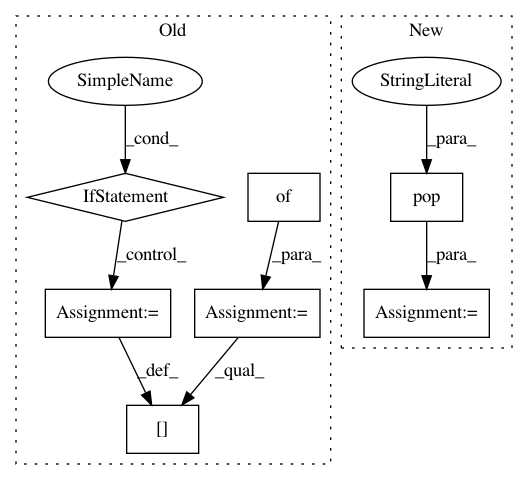 Old
New
SimpleName
StringLiteral
_cond_
_para_
IfStatement
of
pop
_control_
_para_
_para_
Assignment:=
Assignment:=
Assignment:=
_def_
_qual_
[]